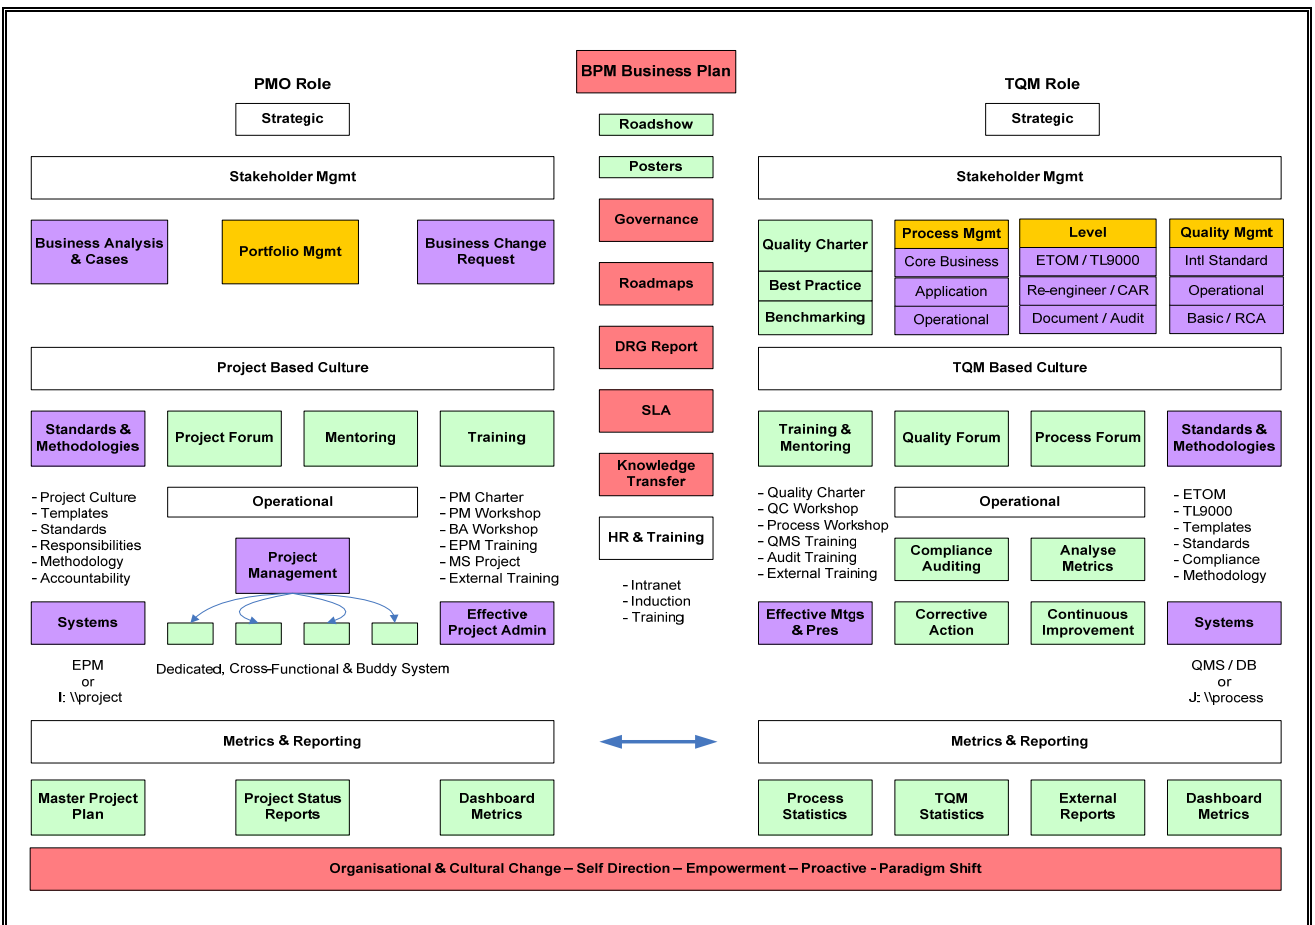 BPM Business Plan
PMO Role
TQM Role
Strategic
Strategic
Roadshow
Posters
Stakeholder Mgmt
Stakeholder Mgmt
Business Analysis
& Cases
Portfolio Mgmt
Business Change
Request
Governance
Quality Charter
Best Practice
Benchmarking
Process Mgmt
Core Business
Application
Operational
Level
ETOM / TL9000
Re-engineer / CAR
Document / Audit
Quality Mgmt
Intl Standard
Operational
Basic / RCA
Roadmaps
DRG Report
Project Based Culture
TQM Based Culture
SLA
Standards &
Methodologies
Project Forum
Mentoring
Training
Knowledge
Transfer
Training &
Mentoring
Quality Forum
Process Forum
Standards &
Methodologies
- Project Culture
- Templates
- Standards
- Responsibilities
- Methodology
- Accountability
Operational
Project
Management
- PM Charter
- PM Workshop
- BA Workshop
- EPM Training
- MS Project
- External Training
HR & Training
- Intranet
- Induction
- Training
- Quality Charter
- QC Workshop
- Process Workshop
- QMS Training
- Audit Training
- External Training
Operational
Compliance
Auditing
Analyse
Metrics
- ETOM
- TL9000
- Templates
- Standards
- Compliance
- Methodology
Systems
Effective
Project Admin
Effective Mtgs
& Pres
Corrective
Action
Continuous
Improvement
Systems
EPM
or
I: \\project
Dedicated, Cross-Functional & Buddy System
QMS / DB
or
J: \\process
Metrics & Reporting
Metrics & Reporting
Master Project
Plan
Project Status
Reports
Dashboard
Metrics
Process
Statistics
TQM
Statistics
External
Reports
Dashboard
Metrics
Organisational & Cultural Change – Self Direction – Empowerment – Proactive - Paradigm Shift